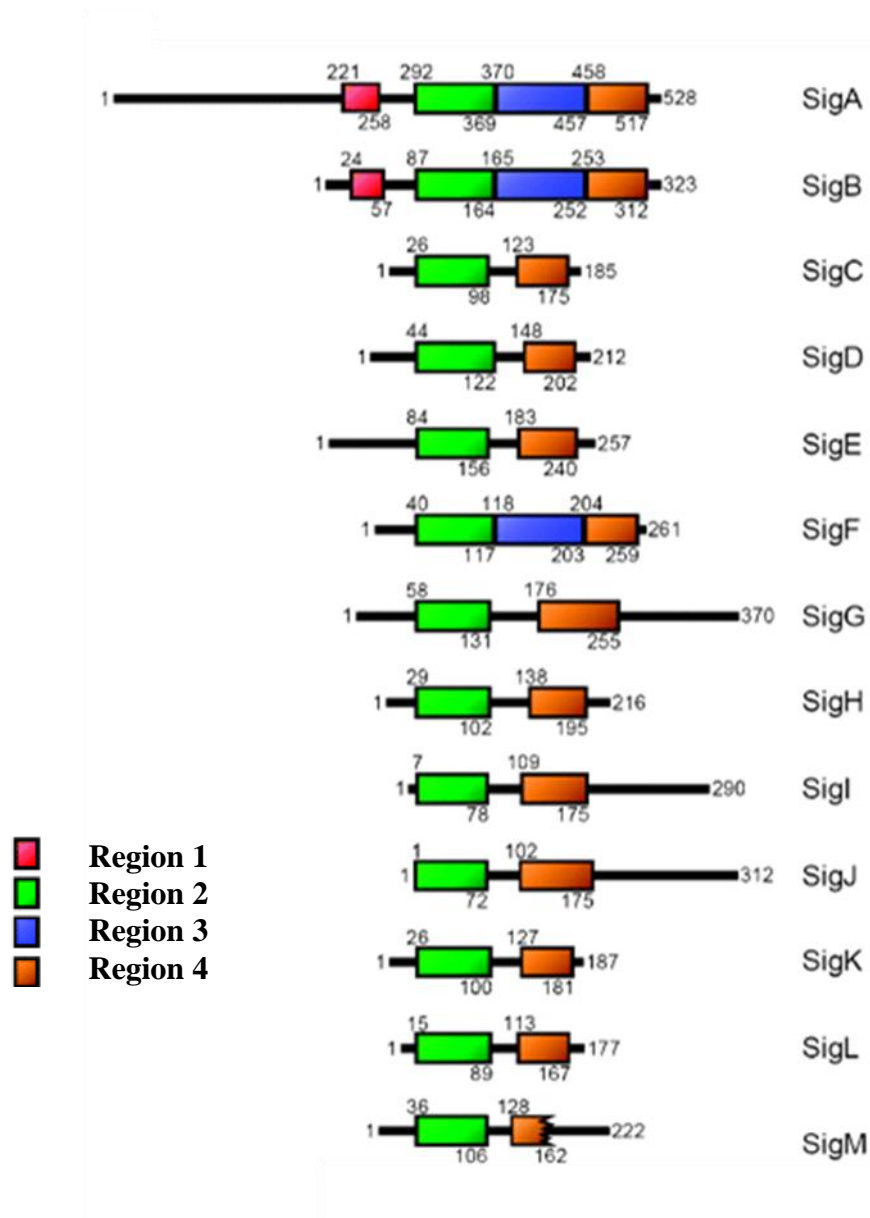 221 292 370 458
1 528 SigA
258 369 457 517
24 87 165 253
1 323 SigB
57 164 252 312
26 123
1 185 SigC
98 175
44 148
1 212 SigD
122 202
84 183
1 257 SigE
156 240
40 118 204
1 261 SigF
117 203 259
58 176
1 370 SigG
131 255
29 138
1 216 SigH
102 195
7 109
1 290 SigI
78 175
1 102
1 312 SigJ
72 175
26 127
1 187 SigK
100 181
15 113
1 177 SigL
89 167
36 128
1 222 SigM
106 162
Region 1
Region 2
Region 3
Region 4